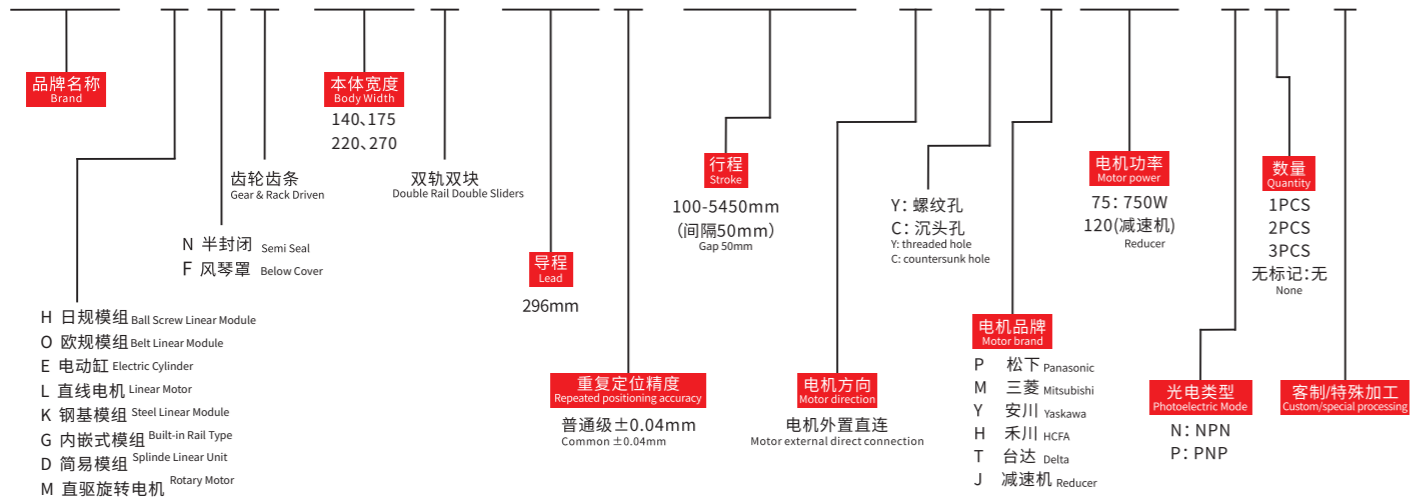 品牌名称
Brand
本体宽度
Body Width
140、175
220、270
齿轮齿条
Gear & Rack Driven
双轨双块
Double Rail Double Sliders
N 半封闭 Semi Seal
F 风琴罩 Below Cover
H 日规模组 Ball Screw Linear Module
O 欧规模组 Belt Linear Module
E 电动缸 Electric Cylinder
L 直线电机 Linear Motor
K 钢基模组 Steel Linear Module
G 内嵌式模组 Built-in Rail Type
D 简易模组 Splinde Linear Unit
M 直驱旋转电机 Rotary Motor
导程
Lead
296mm
重复定位精度
Repeated positioning accuracy
普通级±0.04mm
Common ±0.04mm
行程
Stroke
100-5450mm
（间隔50mm）
Gap 50mm
电机方向
Motor direction
电机外置直连
Motor external direct connection
Y：螺纹孔
C：沉头孔
Y: threaded hole
C: countersunk hole
电机品牌
Motor brand
P 松下 Panasonic
M 三菱 Mitsubishi
Y 安川 Yaskawa
H 禾川 HCFA
T 台达 Delta
J 减速机 Reducer
电机功率
Motor power
75：750W
120(减速机)
Reducer
光电类型
Photoelectric Mode
N：NPN
P：PNP
数量
Quantity
1PCS
2PCS
3PCS
无标记：无
None
客制/特殊加工
Custom/special processing